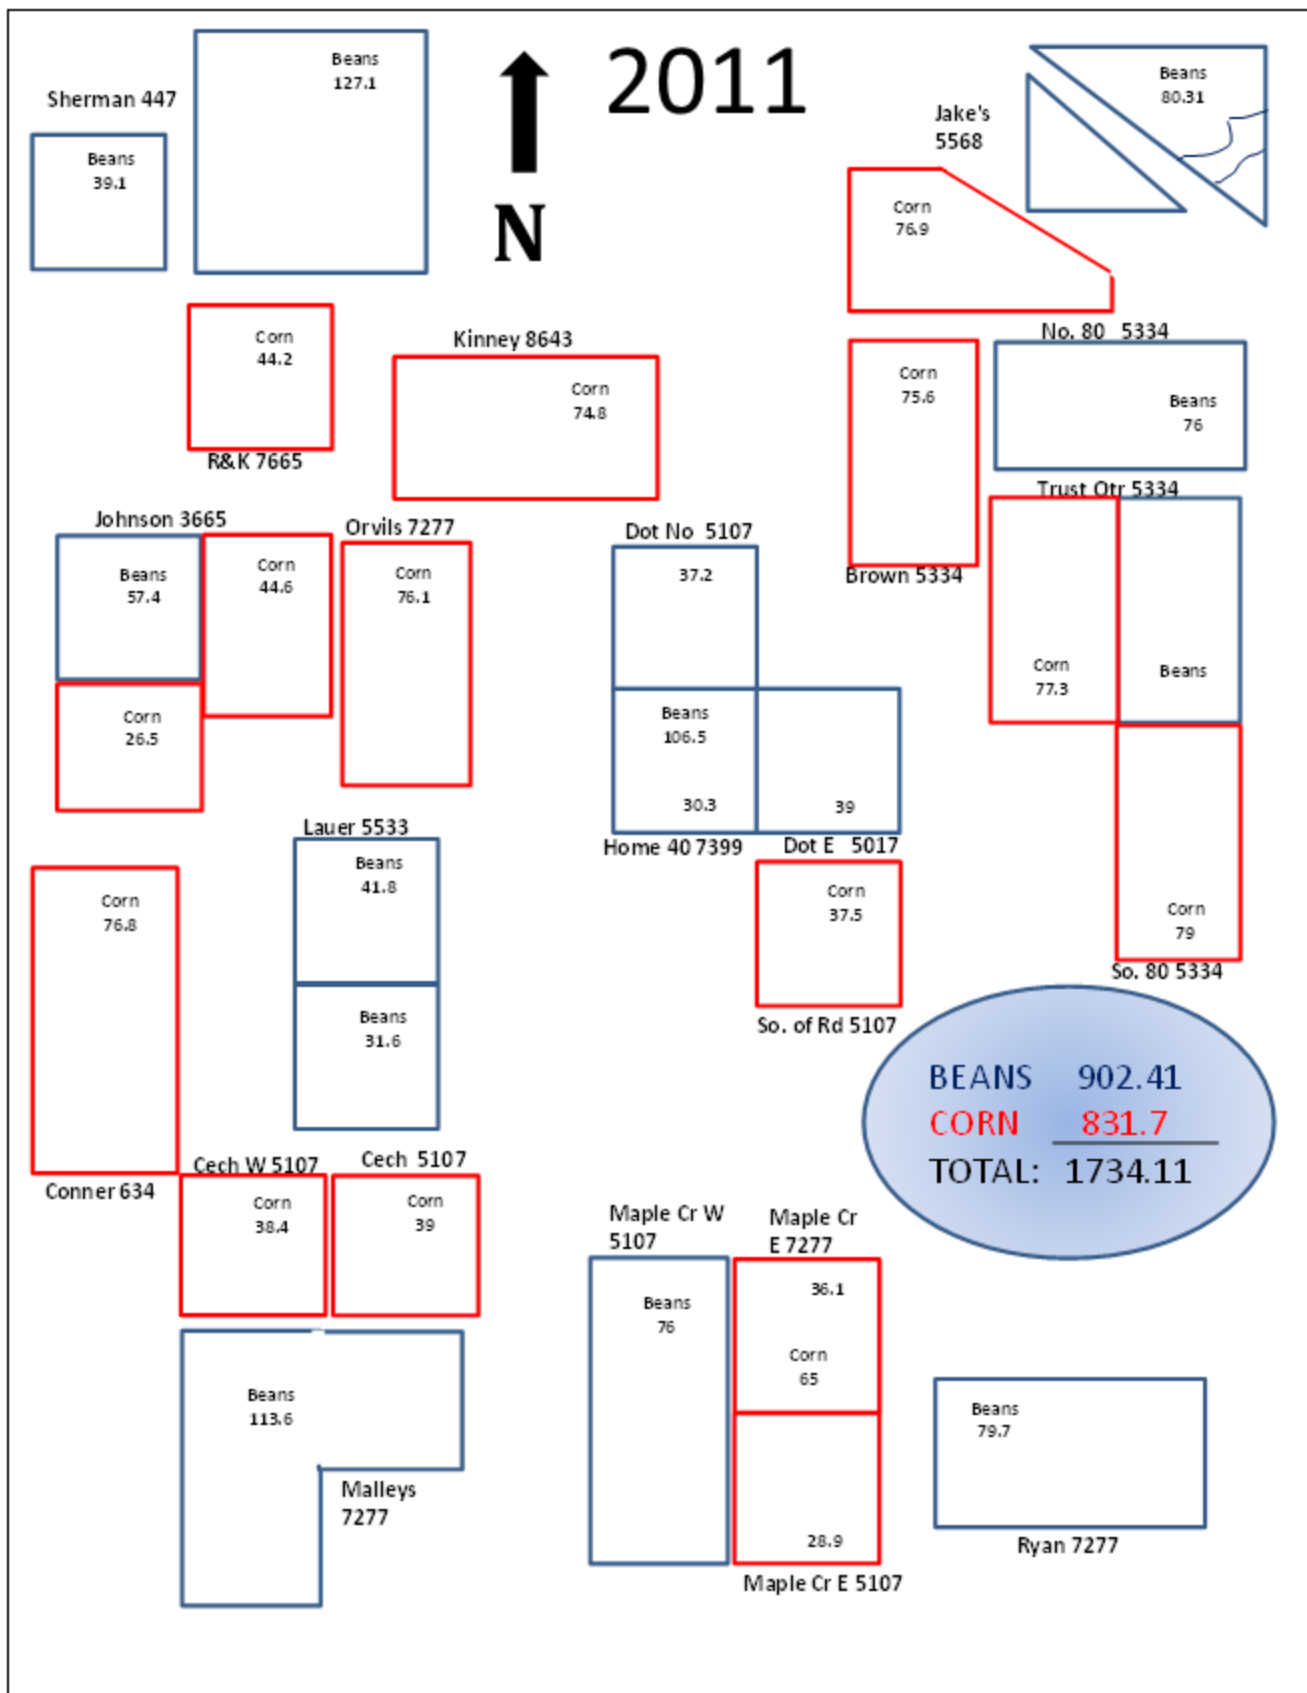 2011
N
Beans
127.1
Sherman 447
Beans
39.1
Beans
80.31
Jake's
5568
Corn
76.9
Corn
44.2
R&K 7665
Kinney 8643
Corn
74.8
No. 80 5334
Corn
75.6
Beans
76
Brown 5334
Trust Qtr 5334
Corn
77.3
Beans
Johnson 3665
Beans
57.4
Corn
44.6
Corn
26.5
Orvils 7277
Corn
76.1
Dot No 5107
37.2
Beans
106.5
30.3
39
Home 40 7399
Dot E 5017
Corn
37.5
So. of Rd 5107
Corn
79
So. 80 5334
Lauer 5533
Beans
41.8
Beans
31.6
Corn
76.8
Conner 634
BEANS 902.41
CORN 831.7
TOTAL: 1734.11
Cech W 5107
Corn
38.4
Cech 5107
Corn
39
Maple Cr W
5107
Beans
76
Maple Cr
E 7277
36.1
Corn
65
28.9
Maple Cr E 5107
Beans
113.6
Malleys
7277
Beans
79.7
Ryan 7277